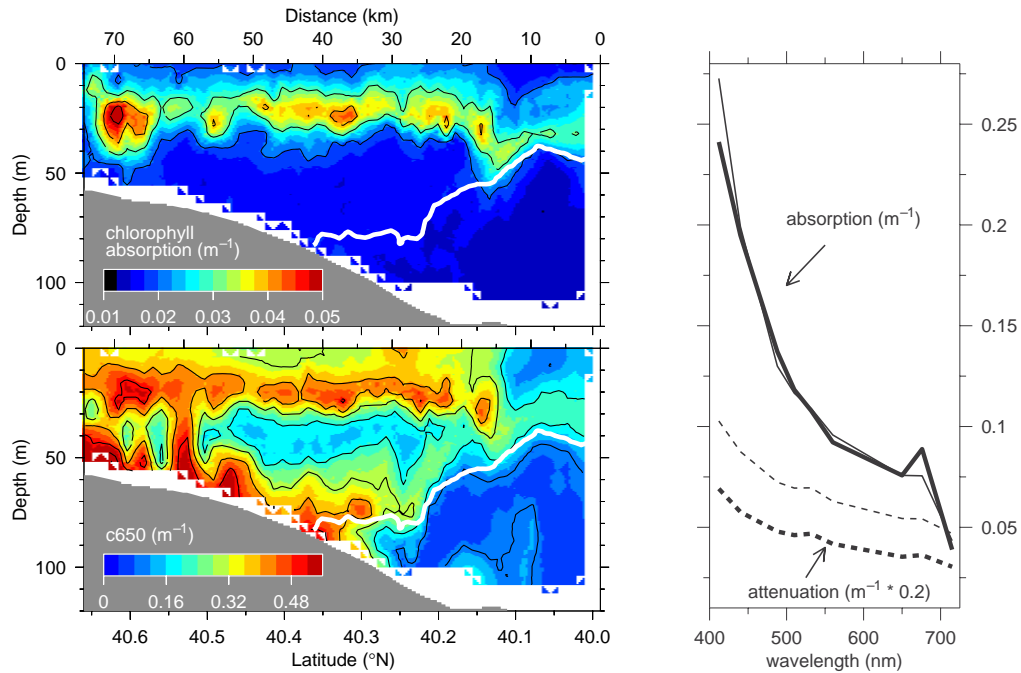 Distance (km)
70 60 50 40 30 20 10 0
0
50
100
Depth (m)
chlorophyll
absorption (m⁻¹)
0.01 0.02 0.03 0.04 0.05
0
50
100
Depth (m)
c650 (m⁻¹)
0 0.16 0.32 0.48
40.6 40.5 40.4 40.3 40.2 40.1 40.0
Latitude (°N)
0.25
0.2
0.15
0.1
0.05
absorption (m⁻¹)
attenuation (m⁻¹ * 0.2)
400 500 600 700
wavelength (nm)